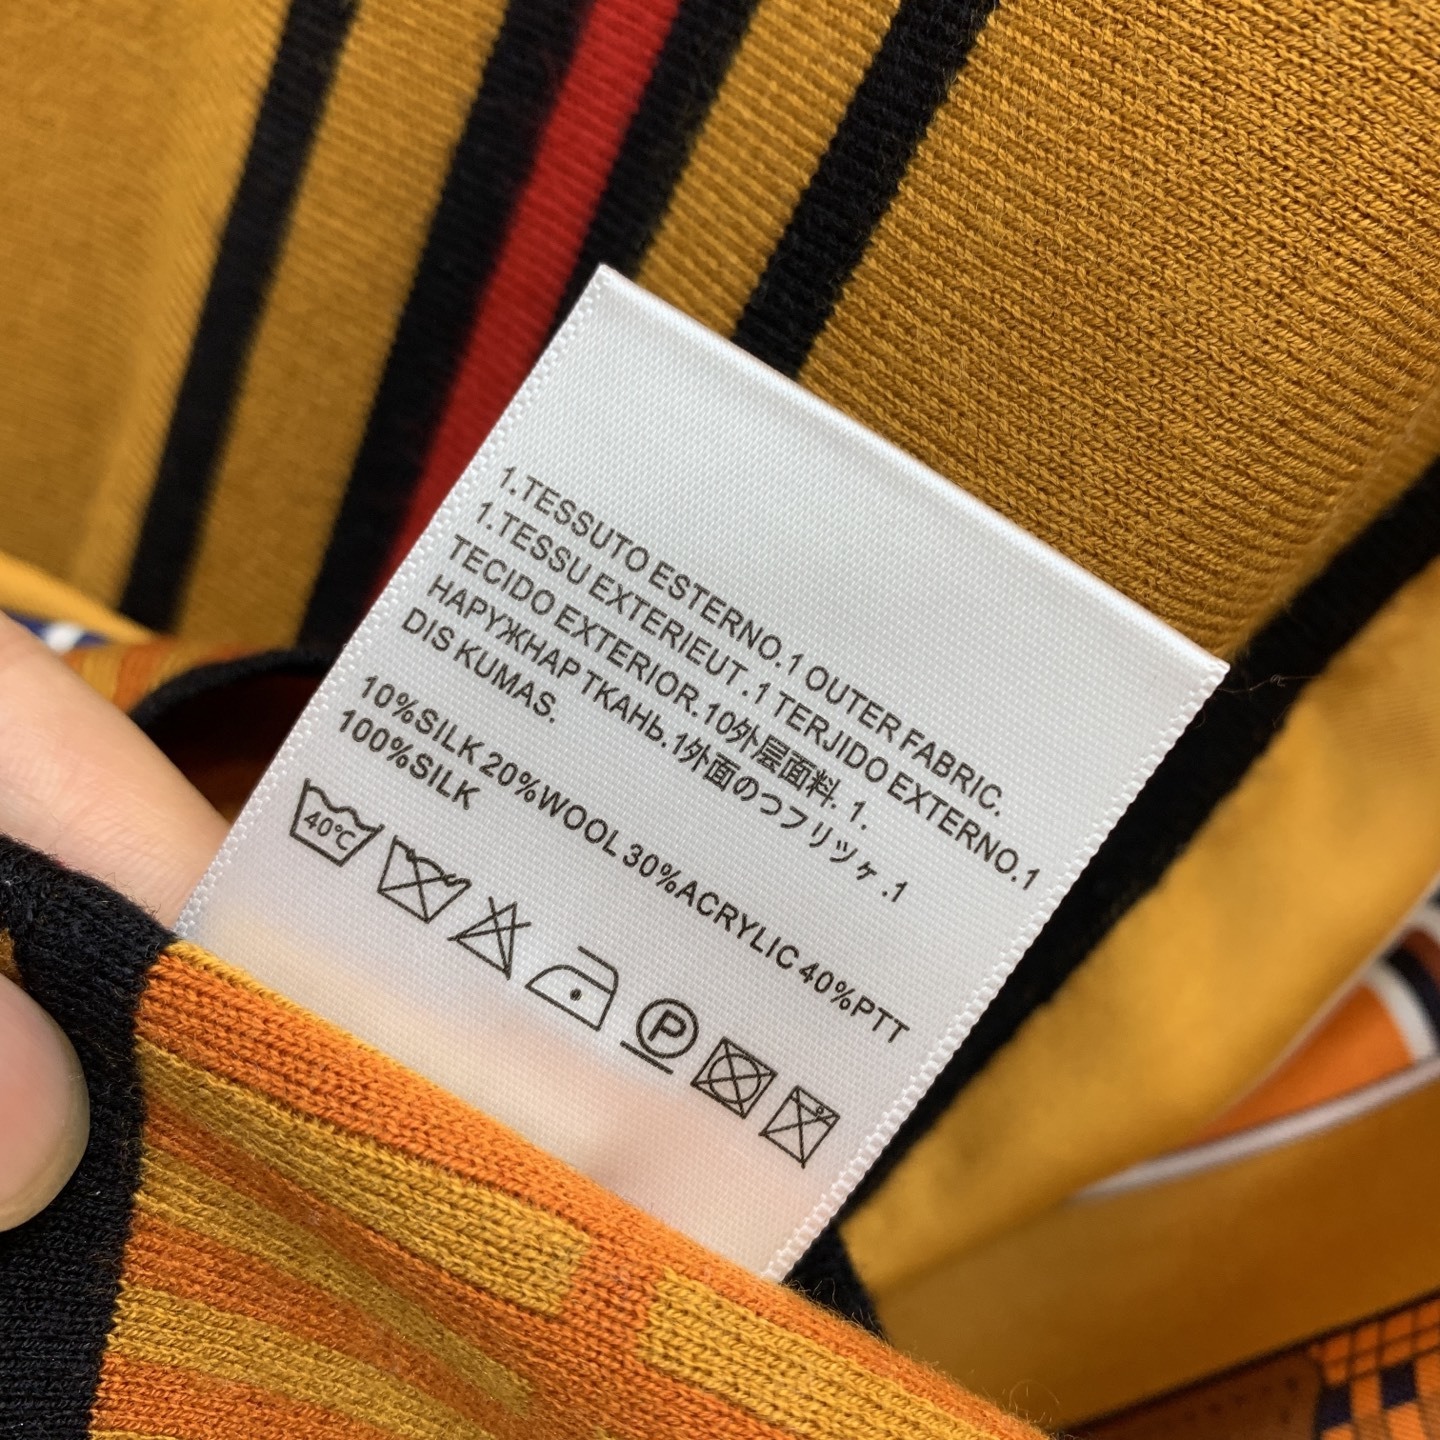 1.TESSUTO ESTERNO.1 OUTER FABRIC.
1.TESSU EXTERIEUT .1 TERJIDO EXTERNO.1
TECIDO EXTERIOR.10外层面料. 1.
НАРУЖНАР ТКАНЬ.1外面のつフリツヶ .1
DIS KUMAS.
10%SILK 20%WOOL 30%ACRYLIC 40%PTT
100%SILK
40℃
P